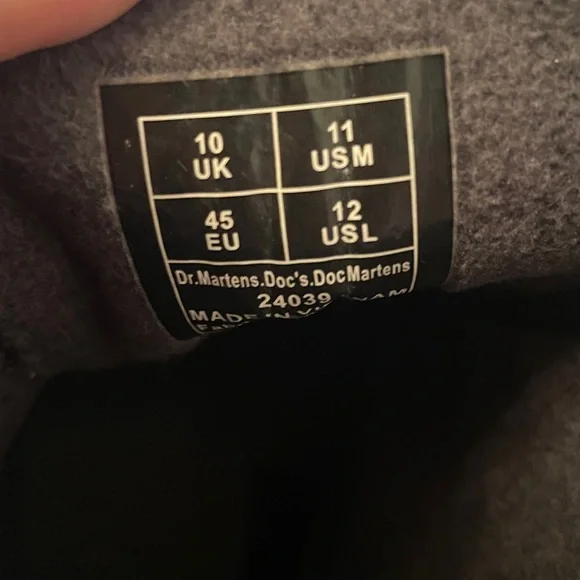 10
UK
11
USM
45
EU
12
USL
Dr.Martens.Doc's.DocMartens
24039
MADE IN